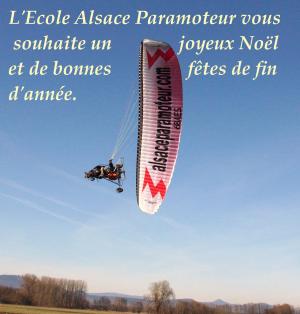 L'Ecole Alsace Paramoteur vous
souhaite un joyeux Noël
et de bonnes fêtes de fin
d'année.
alsaceparamoteur.com